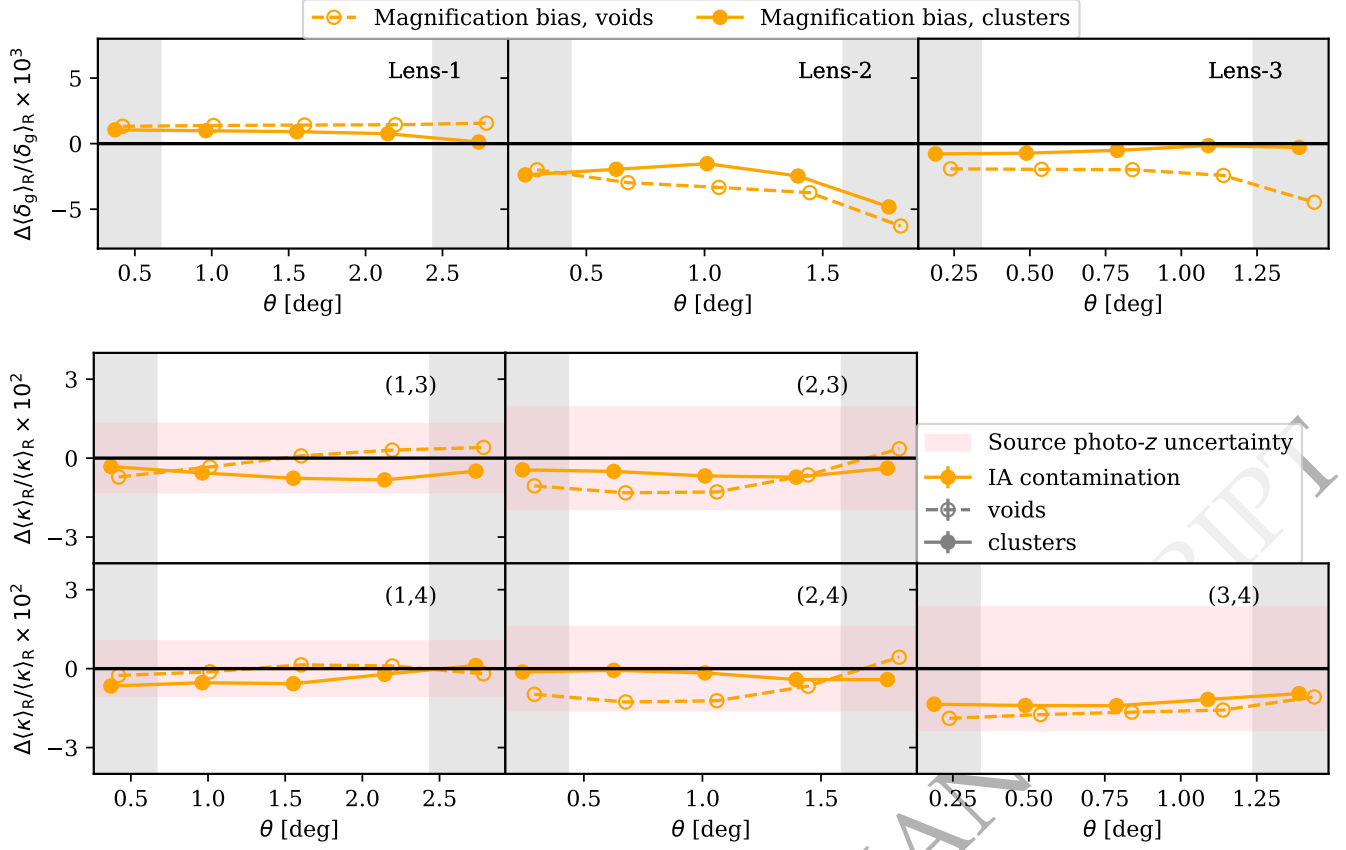 Magnification bias, voids Magnification bias, clusters
Δ⟨δg⟩R/⟨δg⟩R × 10³
5
0
−5
Lens-1
Lens-2
Lens-3
0.5 1.0 1.5 2.0 2.5
0.5 1.0 1.5
0.25 0.50 0.75 1.00 1.25
θ [deg]
θ [deg]
θ [deg]
Δ⟨κ⟩R/⟨κ⟩R × 10²
3
0
−3
(1,3)
(2,3)
Source photo-z uncertainty
IA contamination
voids
clusters
Δ⟨κ⟩R/⟨κ⟩R × 10²
3
0
−3
(1,4)
(2,4)
(3,4)
0.5 1.0 1.5 2.0 2.5
0.5 1.0 1.5
0.25 0.50 0.75 1.00 1.25
θ [deg]
θ [deg]
θ [deg]